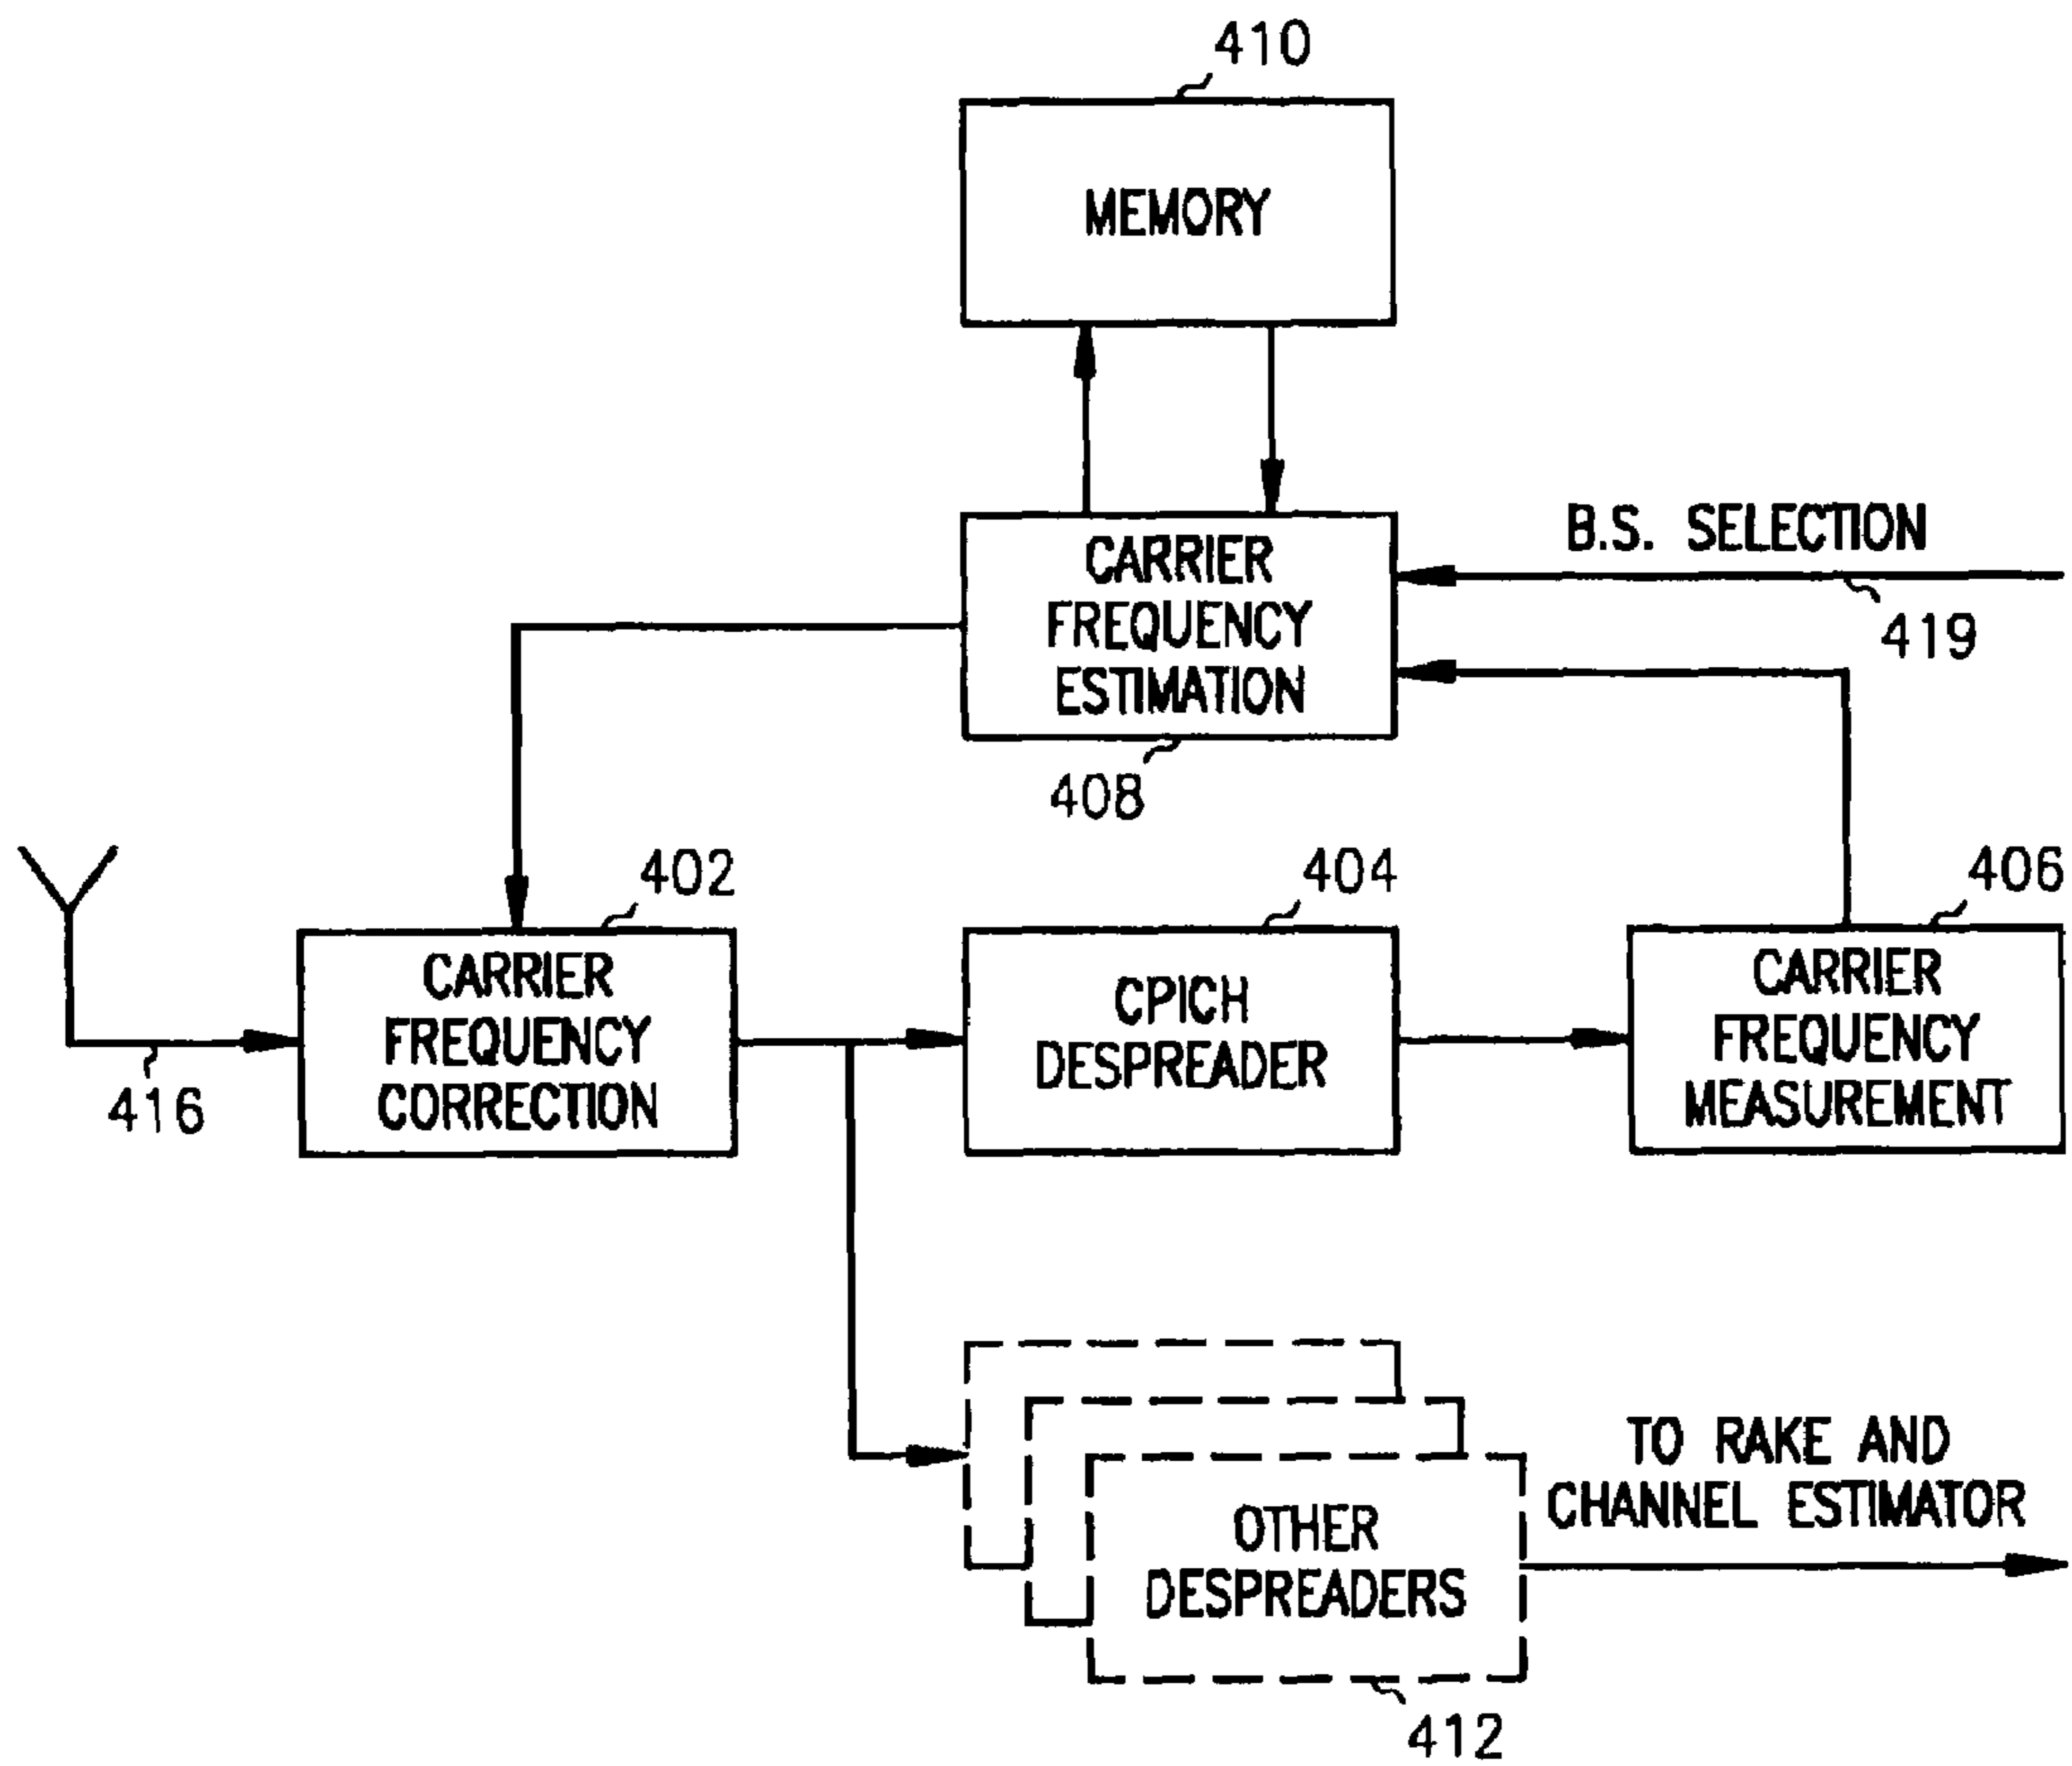 410
MEMORY
B.S. SELECTION
419
CARRIER
FREQUENCY
ESTIMATION
408
402
404
406
CARRIER
FREQUENCY
CORRECTION
CPICH
DESPREADER
CARRIER
FREQUENCY
MEASUREMENT
416
TO RAKE AND
CHANNEL ESTIMATOR
OTHER
DESPREADERS
412